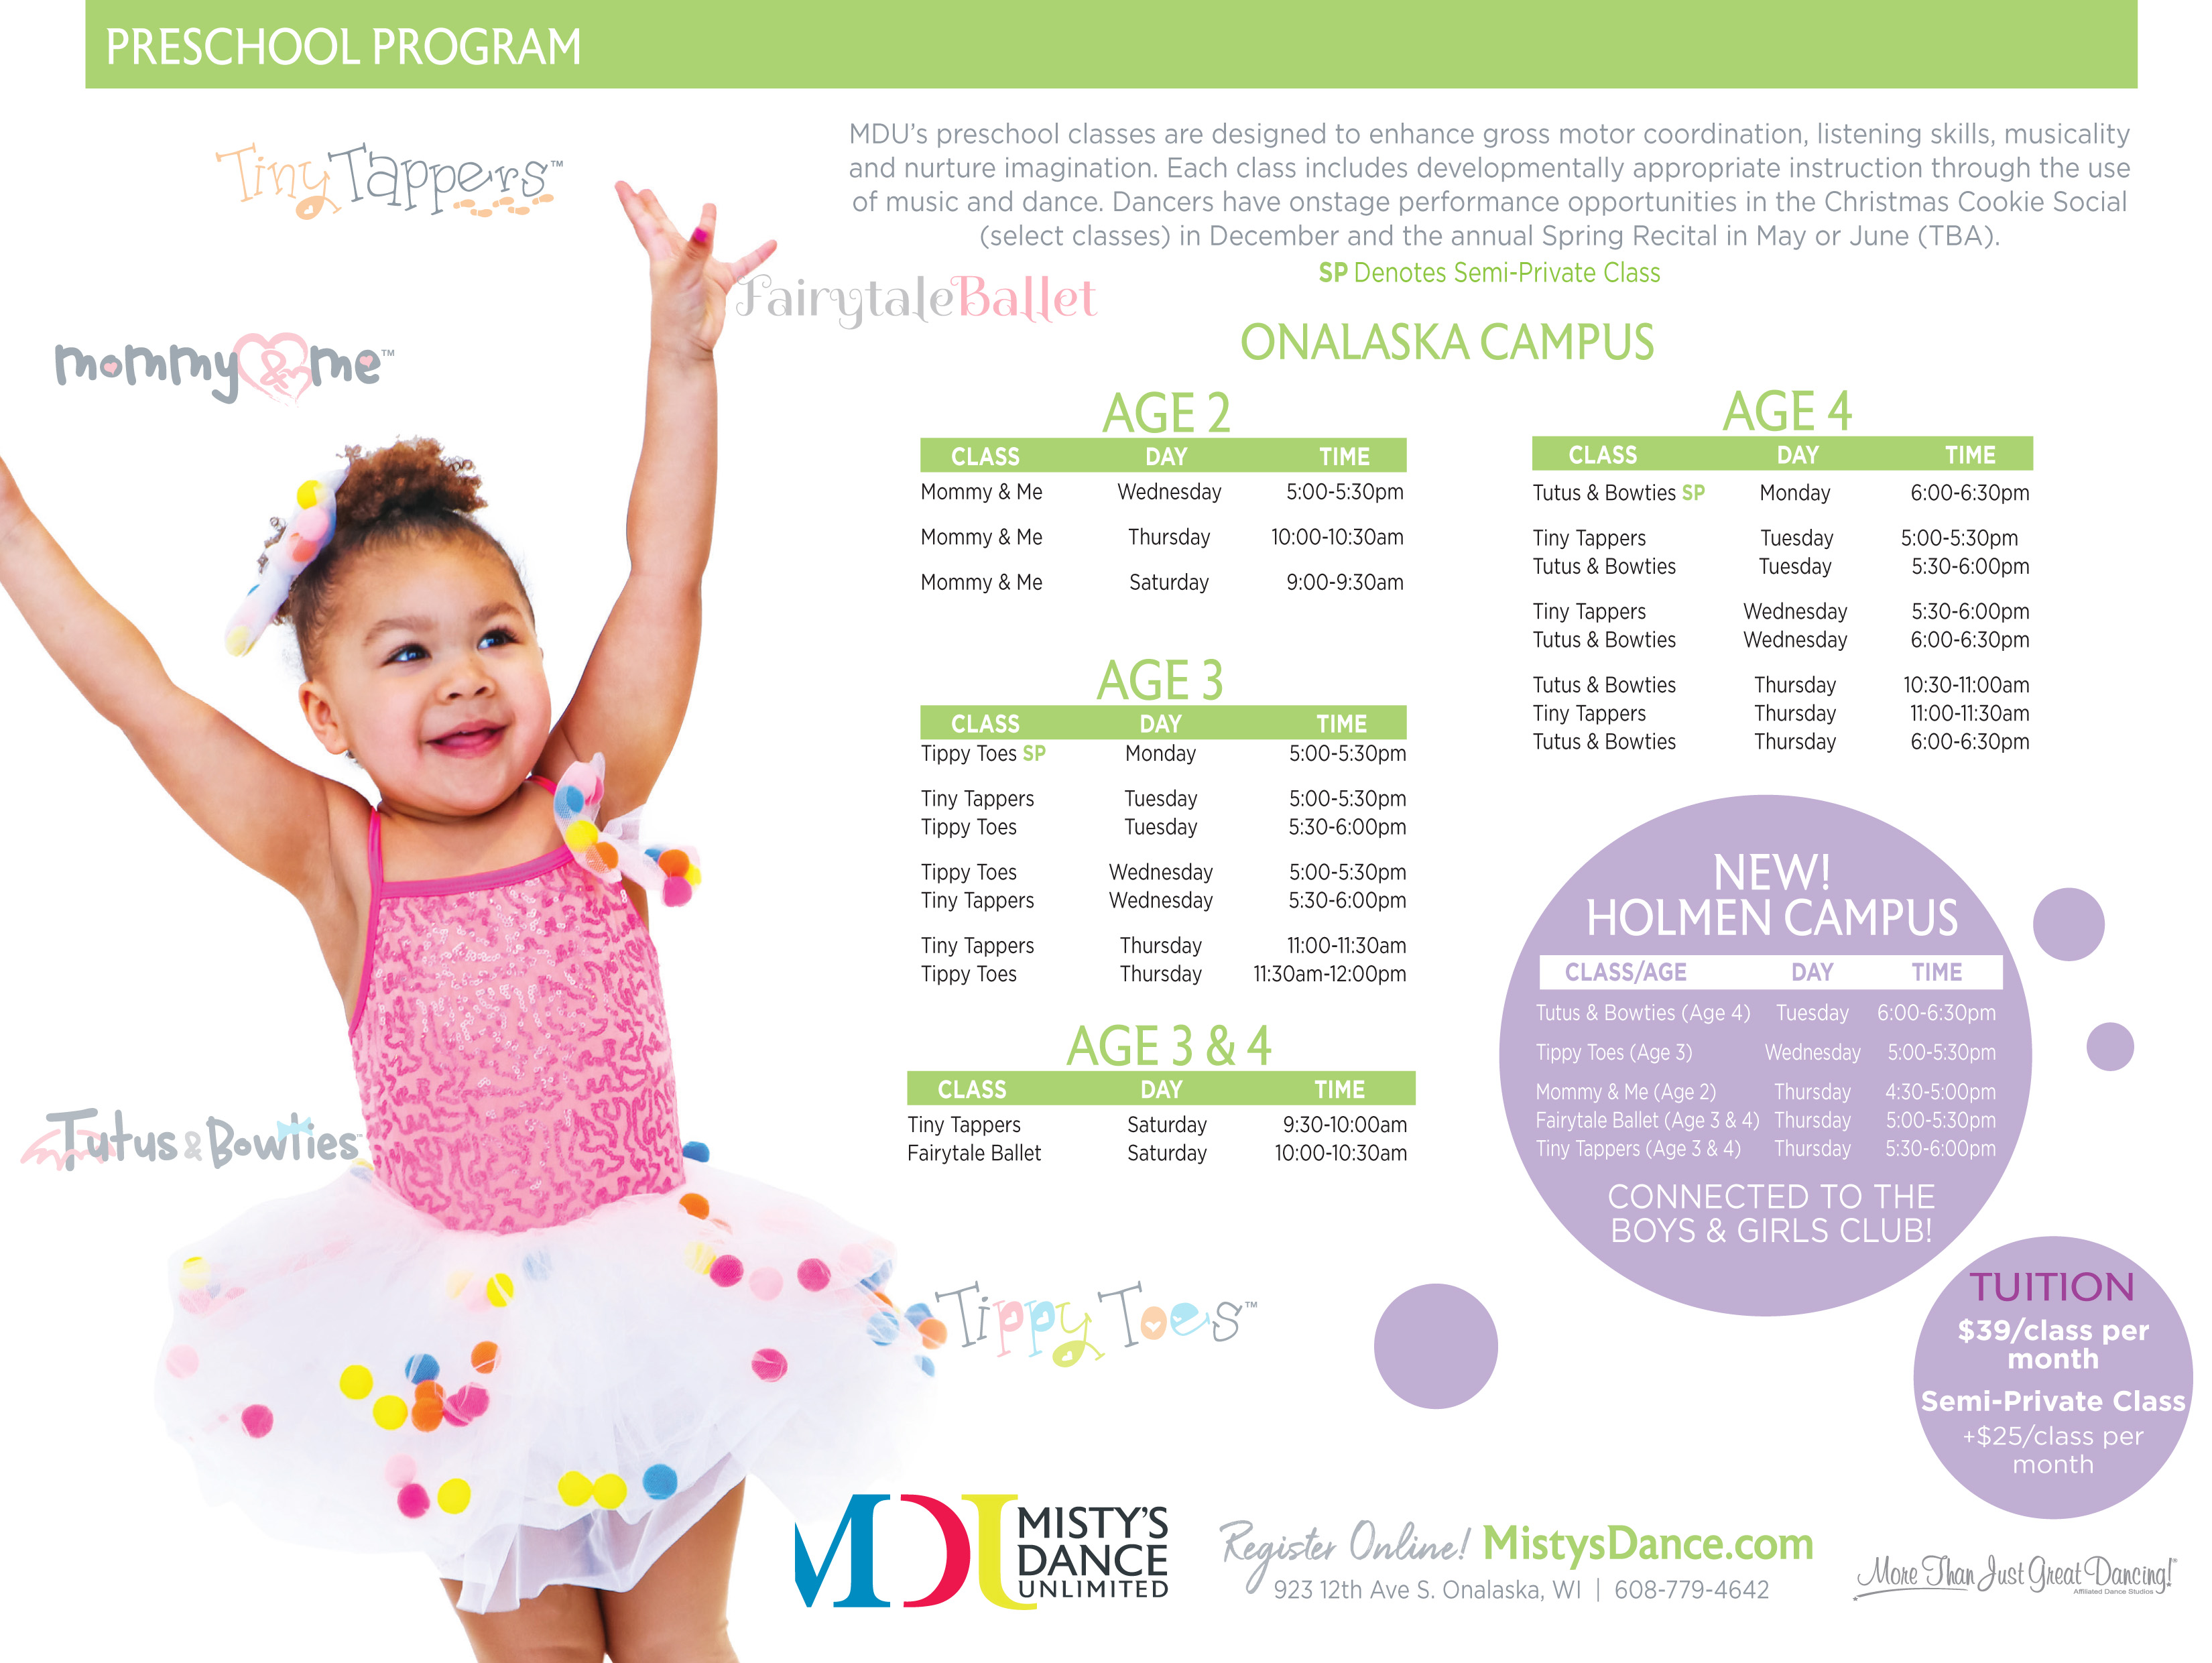 PRESCHOOL PROGRAM
Tiny Tappers™
mommy & me™
FairytaleBallet
MDU's preschool classes are designed to enhance gross motor coordination, listening skills, musicality
and nurture imagination. Each class includes developmentally appropriate instruction through the use
of music and dance. Dancers have onstage performance opportunities in the Christmas Cookie Social
(select classes) in December and the annual Spring Recital in May or June (TBA).
SP Denotes Semi-Private Class
ONALASKA CAMPUS
AGE 2
CLASS DAY TIME
Mommy & Me Wednesday 5:00-5:30pm
Mommy & Me Thursday 10:00-10:30am
Mommy & Me Saturday 9:00-9:30am
AGE 3
CLASS DAY TIME
Tippy Toes SP Monday 5:00-5:30pm
Tiny Tappers Tuesday 5:00-5:30pm
Tippy Toes Tuesday 5:30-6:00pm
Tippy Toes Wednesday 5:00-5:30pm
Tiny Tappers Wednesday 5:30-6:00pm
Tiny Tappers Thursday 11:00-11:30am
Tippy Toes Thursday 11:30am-12:00pm
AGE 3 & 4
CLASS DAY TIME
Tiny Tappers Saturday 9:30-10:00am
Fairytale Ballet Saturday 10:00-10:30am
AGE 4
CLASS DAY TIME
Tutus & Bowties SP Monday 6:00-6:30pm
Tiny Tappers Tuesday 5:00-5:30pm
Tutus & Bowties Tuesday 5:30-6:00pm
Tiny Tappers Wednesday 5:30-6:00pm
Tutus & Bowties Wednesday 6:00-6:30pm
Tutus & Bowties Thursday 10:30-11:00am
Tiny Tappers Thursday 11:00-11:30am
Tutus & Bowties Thursday 6:00-6:30pm
NEW!
HOLMEN CAMPUS
CLASS/AGE DAY TIME
Tutus & Bowties (Age 4) Tuesday 6:00-6:30pm
Tippy Toes (Age 3) Wednesday 5:00-5:30pm
Mommy & Me (Age 2) Thursday 4:30-5:00pm
Fairytale Ballet (Age 3 & 4) Thursday 5:00-5:30pm
Tiny Tappers (Age 3 & 4) Thursday 5:30-6:00pm
CONNECTED TO THE
BOYS & GIRLS CLUB!
Tutus & Bowties
Tippy Toes™
TUITION
$39/class per
month
Semi-Private Class
+$25/class per
month
MDU
MISTY'S
DANCE
UNLIMITED
Register Online! MistysDance.com
923 12th Ave S. Onalaska, WI | 608-779-4642
More Than Just Great Dancing!
Affiliated Dance Studios